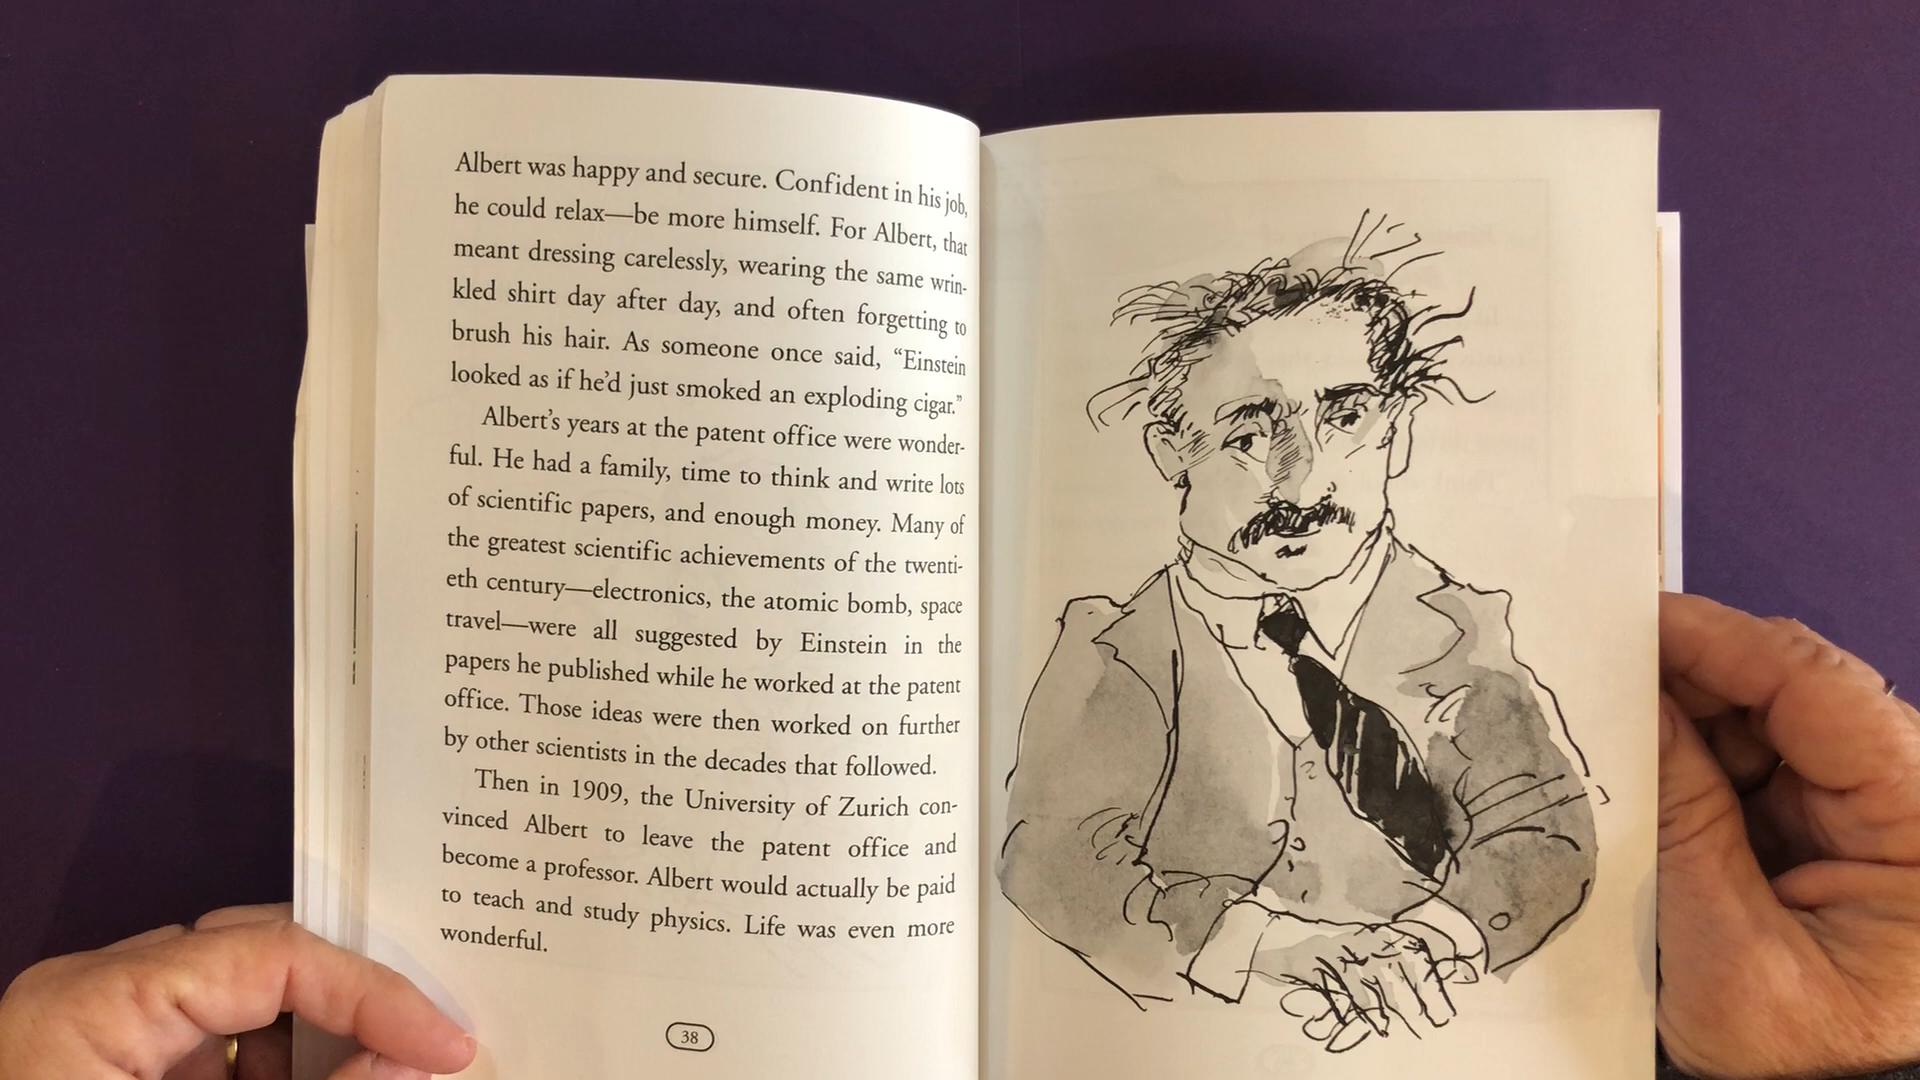 Albert was happy and secure. Confident in his job,
he could relax—be more himself. For Albert, that
meant dressing carelessly, wearing the same wrin-
kled shirt day after day, and often forgetting to
brush his hair. As someone once said, “Einstein
looked as if he’d just smoked an exploding cigar.”
Albert’s years at the patent office were wonder-
ful. He had a family, time to think and write lots
of scientific papers, and enough money. Many of
the greatest scientific achievements of the twenti-
eth century—electronics, the atomic bomb, space
travel—were all suggested by Einstein in the
papers he published while he worked at the patent
office. Those ideas were then worked on further
by other scientists in the decades that followed.
Then in 1909, the University of Zurich con-
vinced Albert to leave the patent office and
become a professor. Albert would actually be paid
to teach and study physics. Life was even more
wonderful.
38